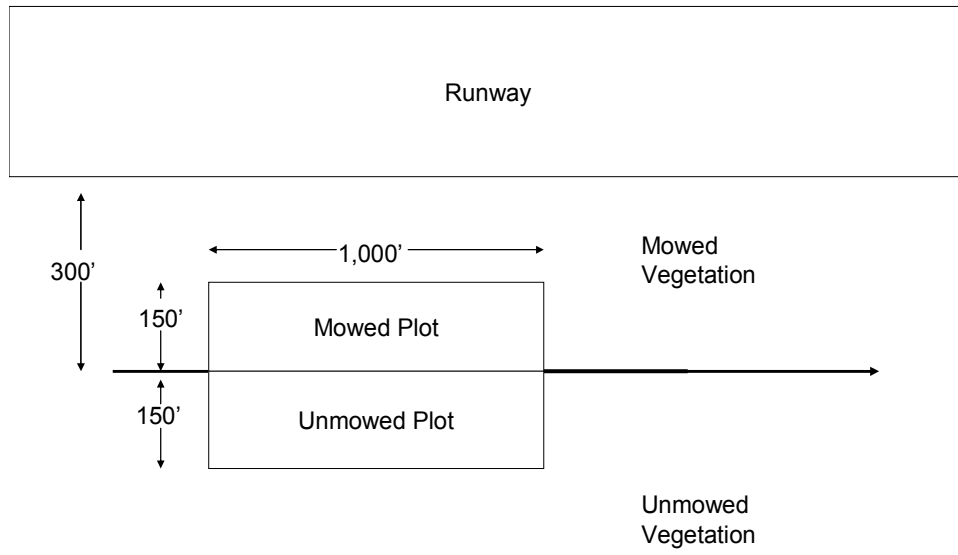 Runway
1,000’
Mowed
Vegetation
300’
150’
Mowed Plot
150’
Unmowed Plot
Unmowed
Vegetation